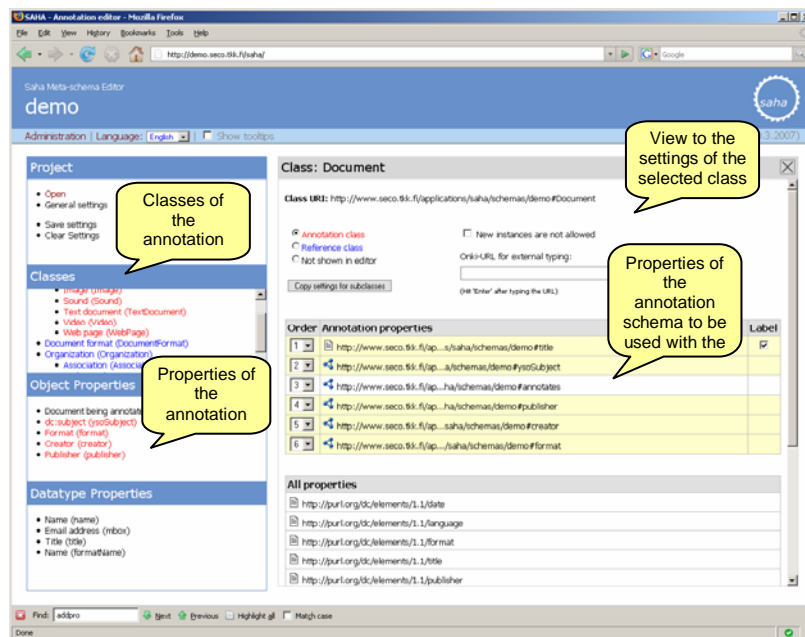 SAHA - Annotation editor - Mozilla Firefox
File Edit View History Bookmarks Tools Help
http://demo.seco.tkk.fi/saha/
Google
Saha Meta-schema Editor
demo
saha
Administration | Language: English | Show tooltips
3.2007)
Project
Open
General settings
Save settings
Clear Settings
Classes of
the
annotation
Classes
Image (Image)
Sound (Sound)
Text document (TextDocument)
Video (Video)
Web page (WebPage)
Document format (DocumentFormat)
Organization (Organization)
Association (Associa
Object Properties
Document being annotate
dc:subject (ysoSubject)
Format (format)
Creator (creator)
Publisher (publisher)
Properties of
the
annotation
Datatype Properties
Name (name)
Email address (mbox)
Title (title)
Name (formatName)
Class: Document
View to the
settings of the
selected class
Class URI: http://www.seco.tkk.fi/applications/saha/schemas/demo#Document
Annotation class
Reference class
Not shown in editor
New instances are not allowed
Onki-URL for external typing:
Copy settings for subclasses
(Hit 'Enter' after typing the URL)
Properties of
the
annotation
schema to be
used with the
Order Annotation properties Label
1 http://www.seco.tkk.fi/ap...s/saha/schemas/demo#title
2 http://www.seco.tkk.fi/ap...a/schemas/demo#ysoSubject
3 http://www.seco.tkk.fi/ap...ha/schemas/demo#annotates
4 http://www.seco.tkk.fi/ap...ha/schemas/demo#publisher
5 http://www.seco.tkk.fi/ap...saha/schemas/demo#creator
6 http://www.seco.tkk.fi/ap.../saha/schemas/demo#format
All properties
http://purl.org/dc/elements/1.1/date
http://purl.org/dc/elements/1.1/language
http://purl.org/dc/elements/1.1/format
http://purl.org/dc/elements/1.1/title
http://purl.org/dc/elements/1.1/publisher
Find: addpro Next Previous Highlight all Match case
Done